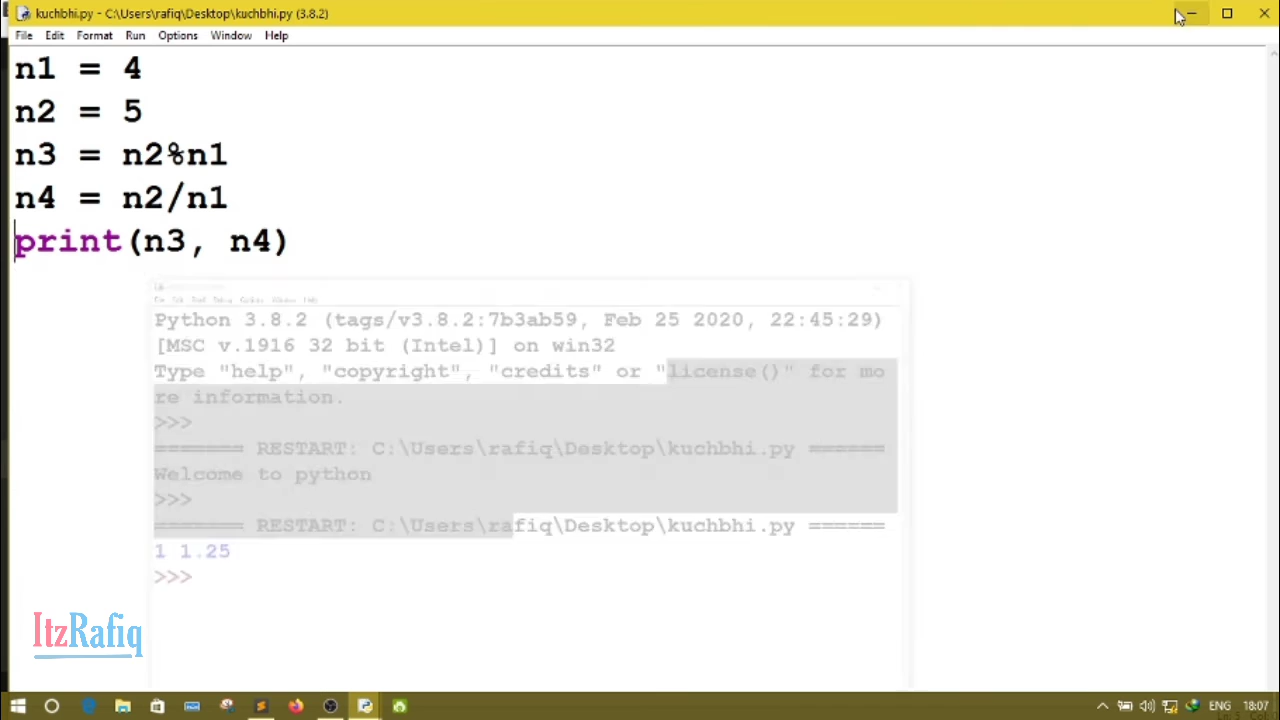 kuchbhi.py - C:\Users\rafiq\Desktop\kuchbhi.py (3.8.2)
File Edit Format Run Options Window Help
n1 = 4
n2 = 5
n3 = n2%n1
n4 = n2/n1
print(n3, n4)
Python 3.8.2 (tags/v3.8.2:7b3ab59, Feb 25 2020, 22:45:29)
[MSC v.1916 32 bit (Intel)] on win32
Type "help", "copyright", "credits" or "license()" for mo
re information.
>>>
======= RESTART: C:\Users\rafiq\Desktop\kuchbhi.py ======
Welcome to python
>>>
======= RESTART: C:\Users\rafiq\Desktop\kuchbhi.py ======
1 1.25
>>>
ItzRafiq
ENG 18:07